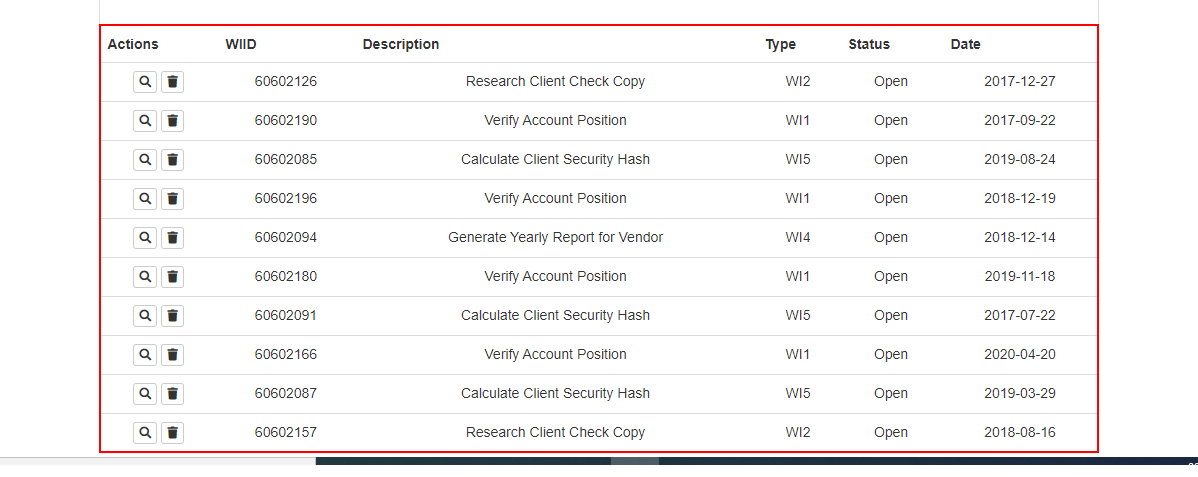 Actions WIID Description Type Status Date
60602126 Research Client Check Copy WI2 Open 2017-12-27
60602190 Verify Account Position WI1 Open 2017-09-22
60602085 Calculate Client Security Hash WI5 Open 2019-08-24
60602196 Verify Account Position WI1 Open 2018-12-19
60602094 Generate Yearly Report for Vendor WI4 Open 2018-12-14
60602180 Verify Account Position WI1 Open 2019-11-18
60602091 Calculate Client Security Hash WI5 Open 2017-07-22
60602166 Verify Account Position WI1 Open 2020-04-20
60602087 Calculate Client Security Hash WI5 Open 2019-03-29
60602157 Research Client Check Copy WI2 Open 2018-08-16